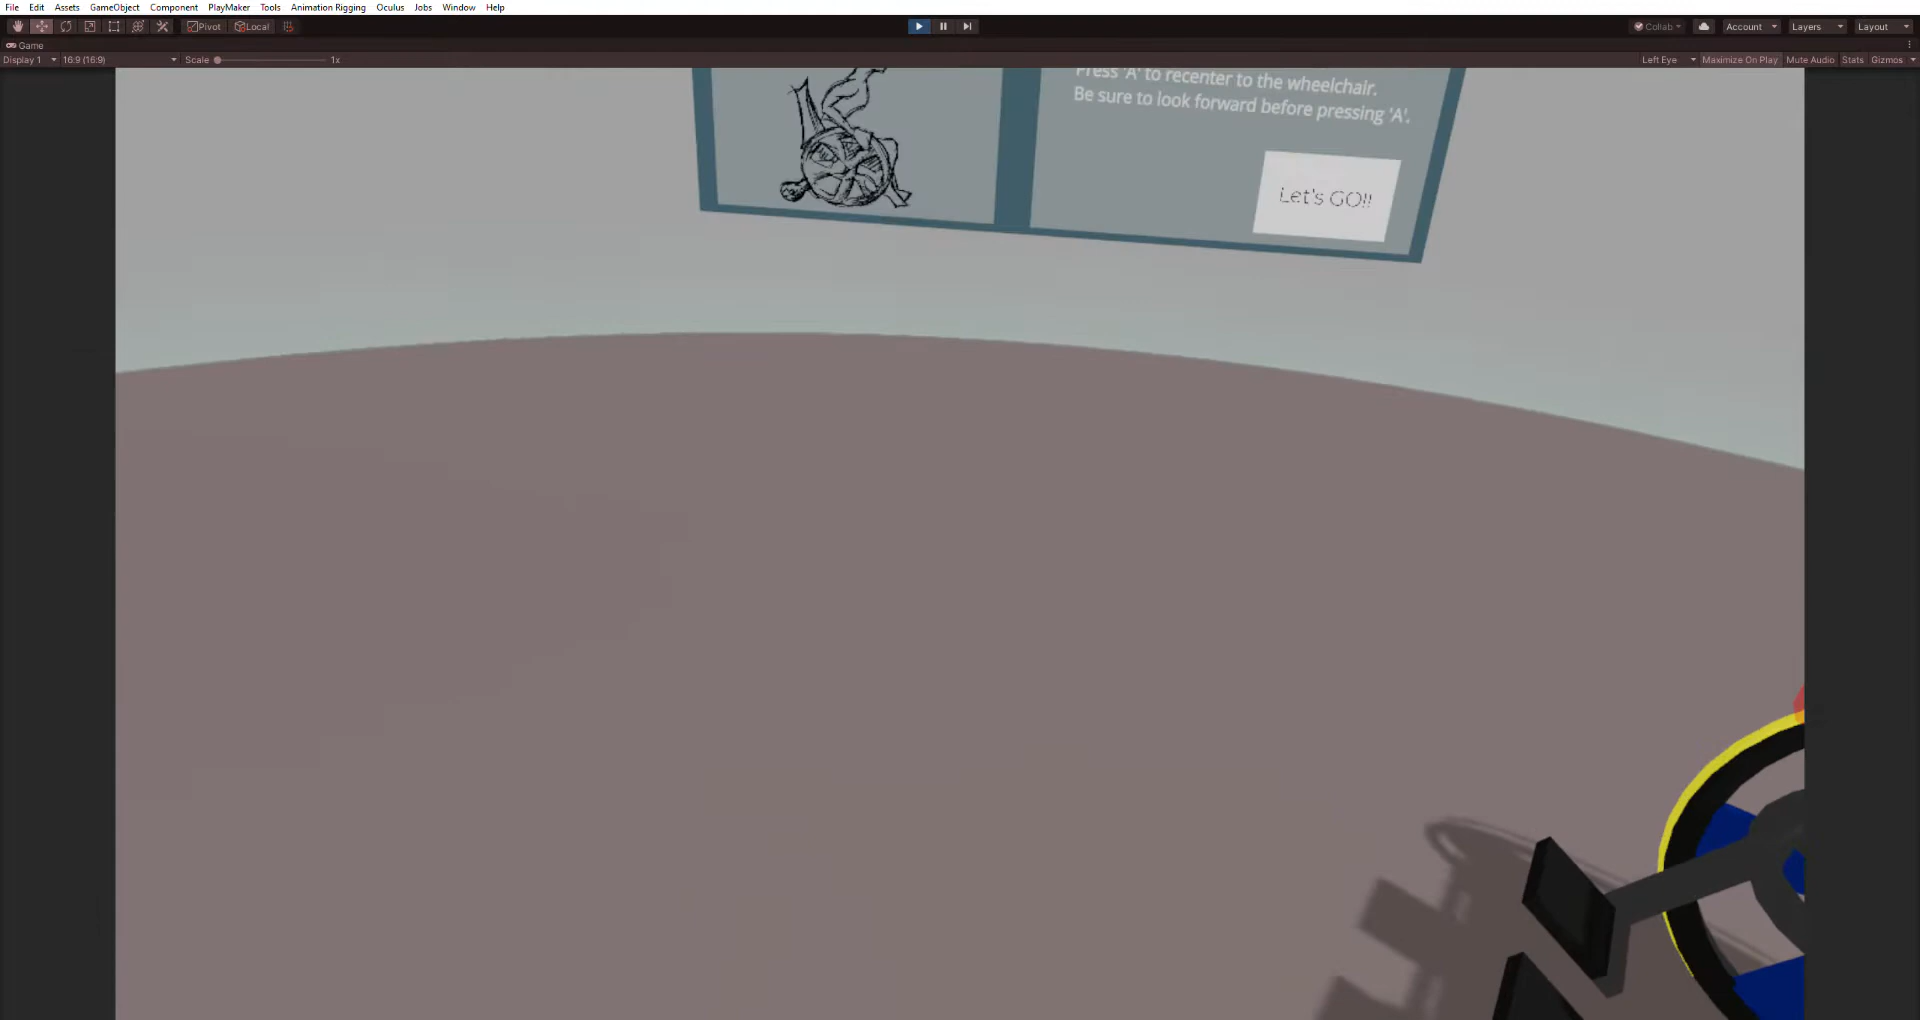 File Edit Assets GameObject Component PlayMaker Tools Animation Rigging Oculus Jobs Window Help
Pivot Local Collab Account Layers Layout
Game
Display 1 16:9 (16:9) Scale 1x Left Eye Maximize On Play Mute Audio Stats Gizmos
Press 'A' to recenter to the wheelchair.
Be sure to look forward before pressing 'A'.
Let's GO!!